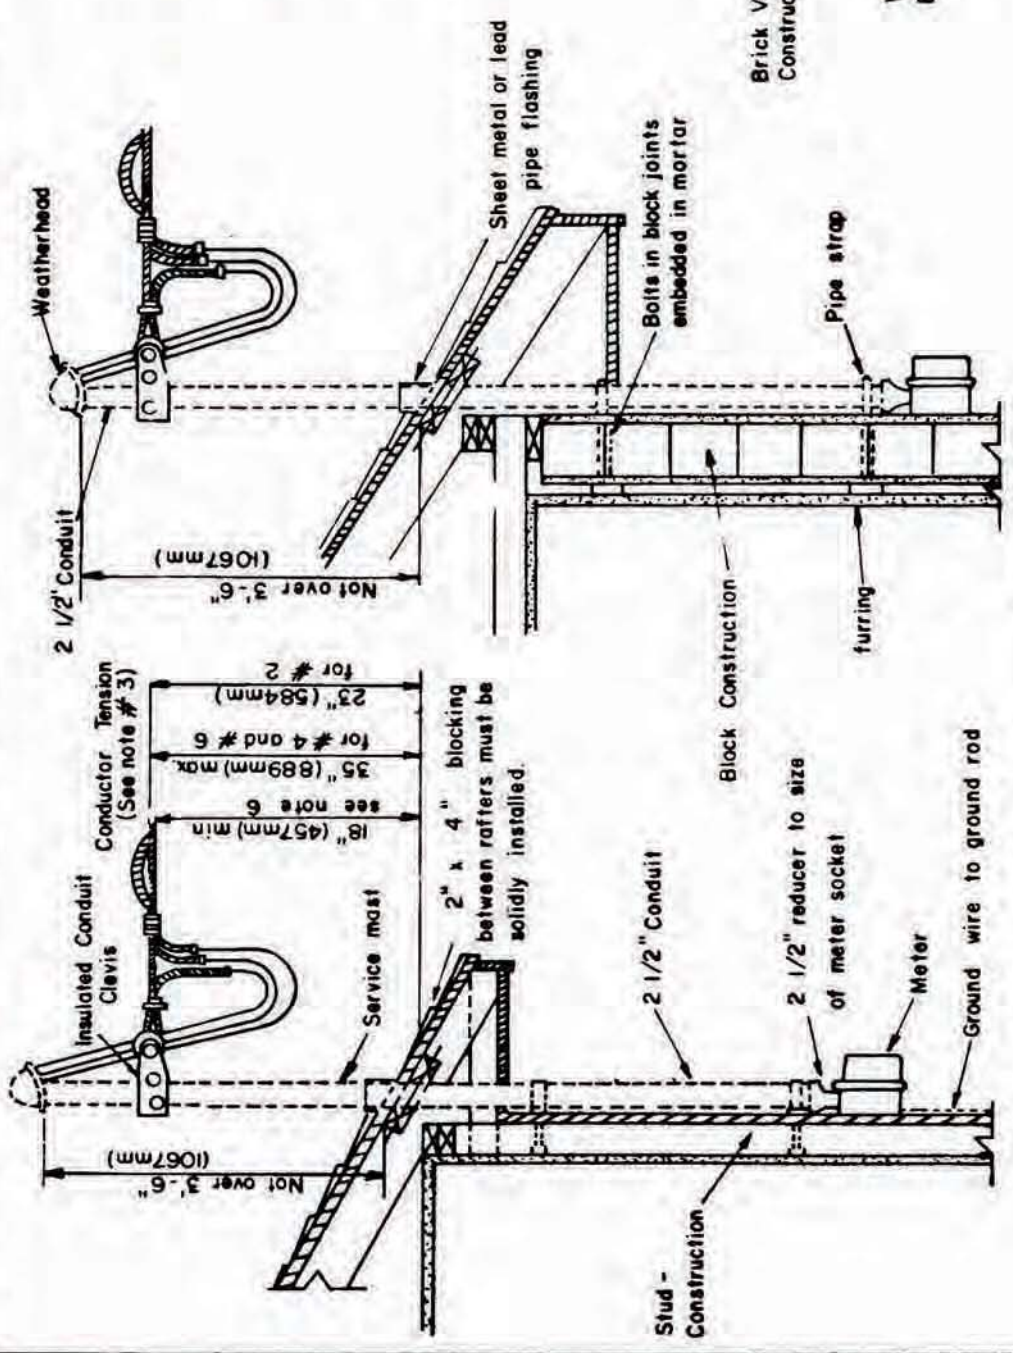 Weatherhead
2 1/2" Conduit
Not over 3'-6"
(1067mm)
Sheet metal or lead
pipe flashing
Bolts in block joints
embedded in mortar
Pipe strap
Block Construction
furring
Brick V
Construc
Conductor Tension
(See note # 3)
Insulated Conduit
Clevis
Not over 3'-6"
(1067mm)
18" (457mm) min
see note 6
35" (889mm) max.
for # 4 and # 6
23" (584mm)
for # 2
Service mast
2" x 4" blocking
between rafters must be
solidly installed.
2 1/2" Conduit
2 1/2" reducer to size
of meter socket
Meter
Ground wire to ground rod
Stud -
Construction